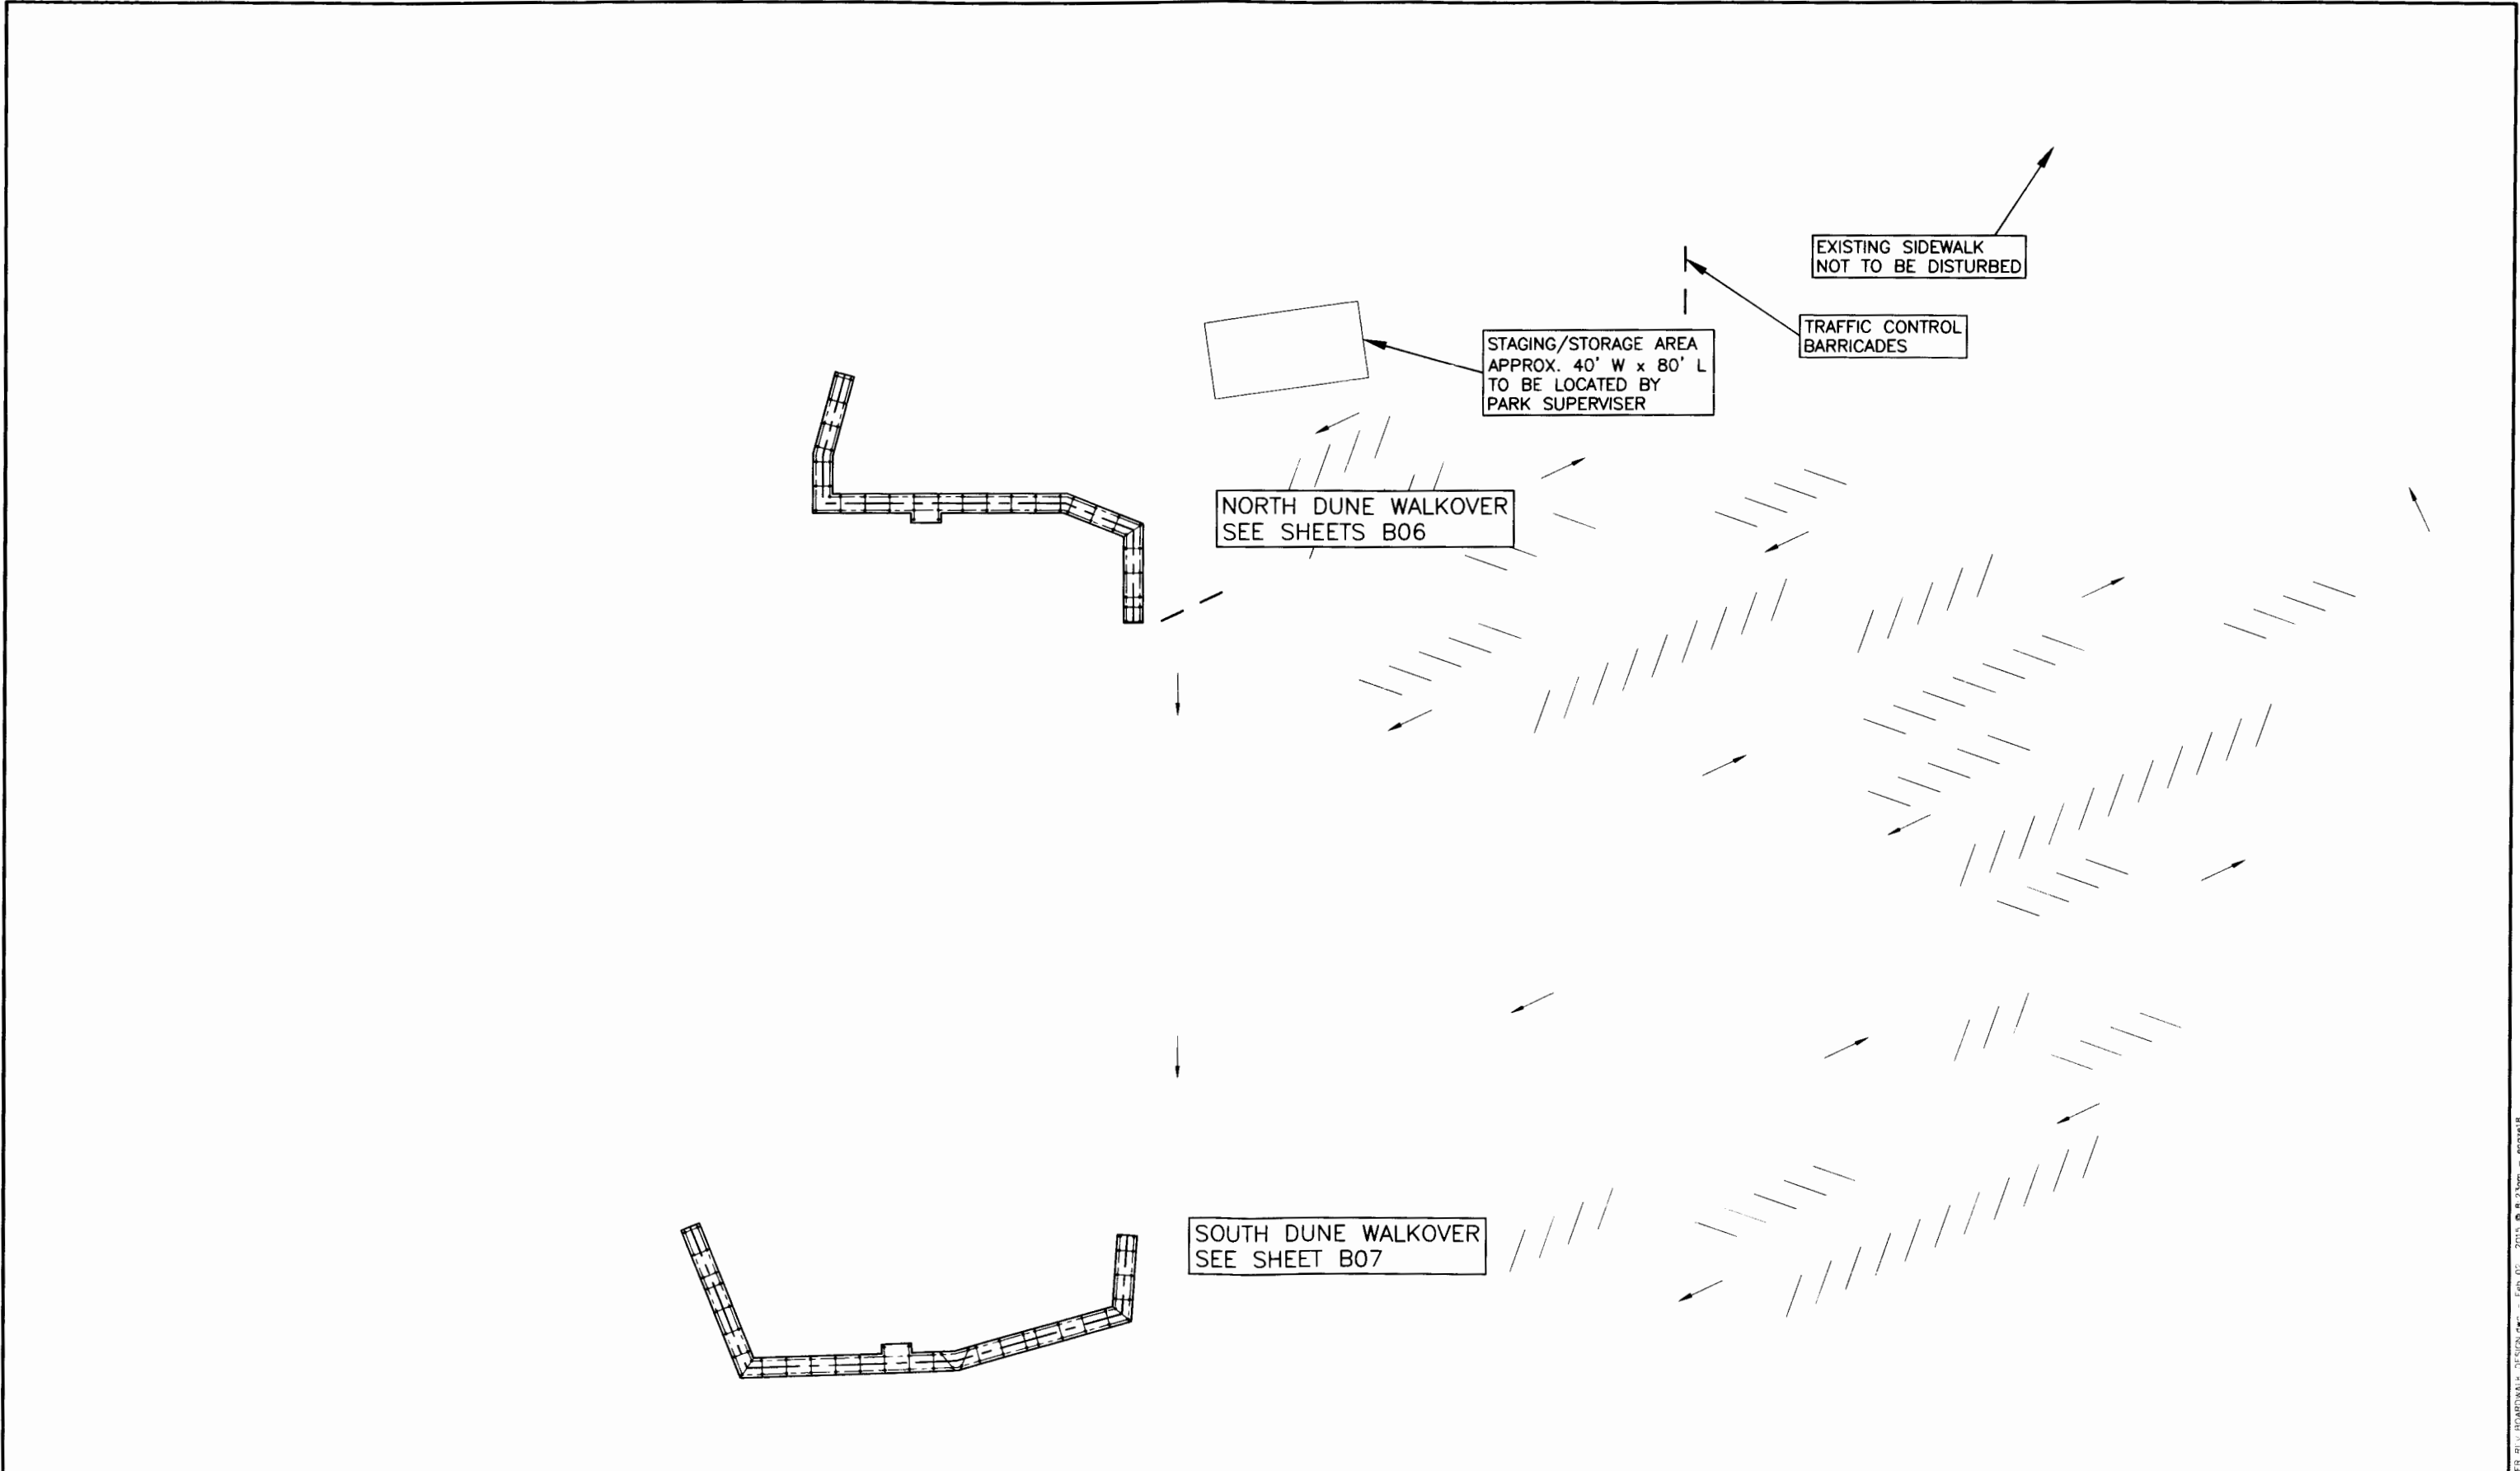 EXISTING SIDEWALK
NOT TO BE DISTURBED
TRAFFIC CONTROL
BARRICADES
STAGING/STORAGE AREA
APPROX. 40' W x 80' L
TO BE LOCATED BY
PARK SUPERVISER
NORTH DUNE WALKOVER
SEE SHEETS B06
SOUTH DUNE WALKOVER
SEE SHEET B07